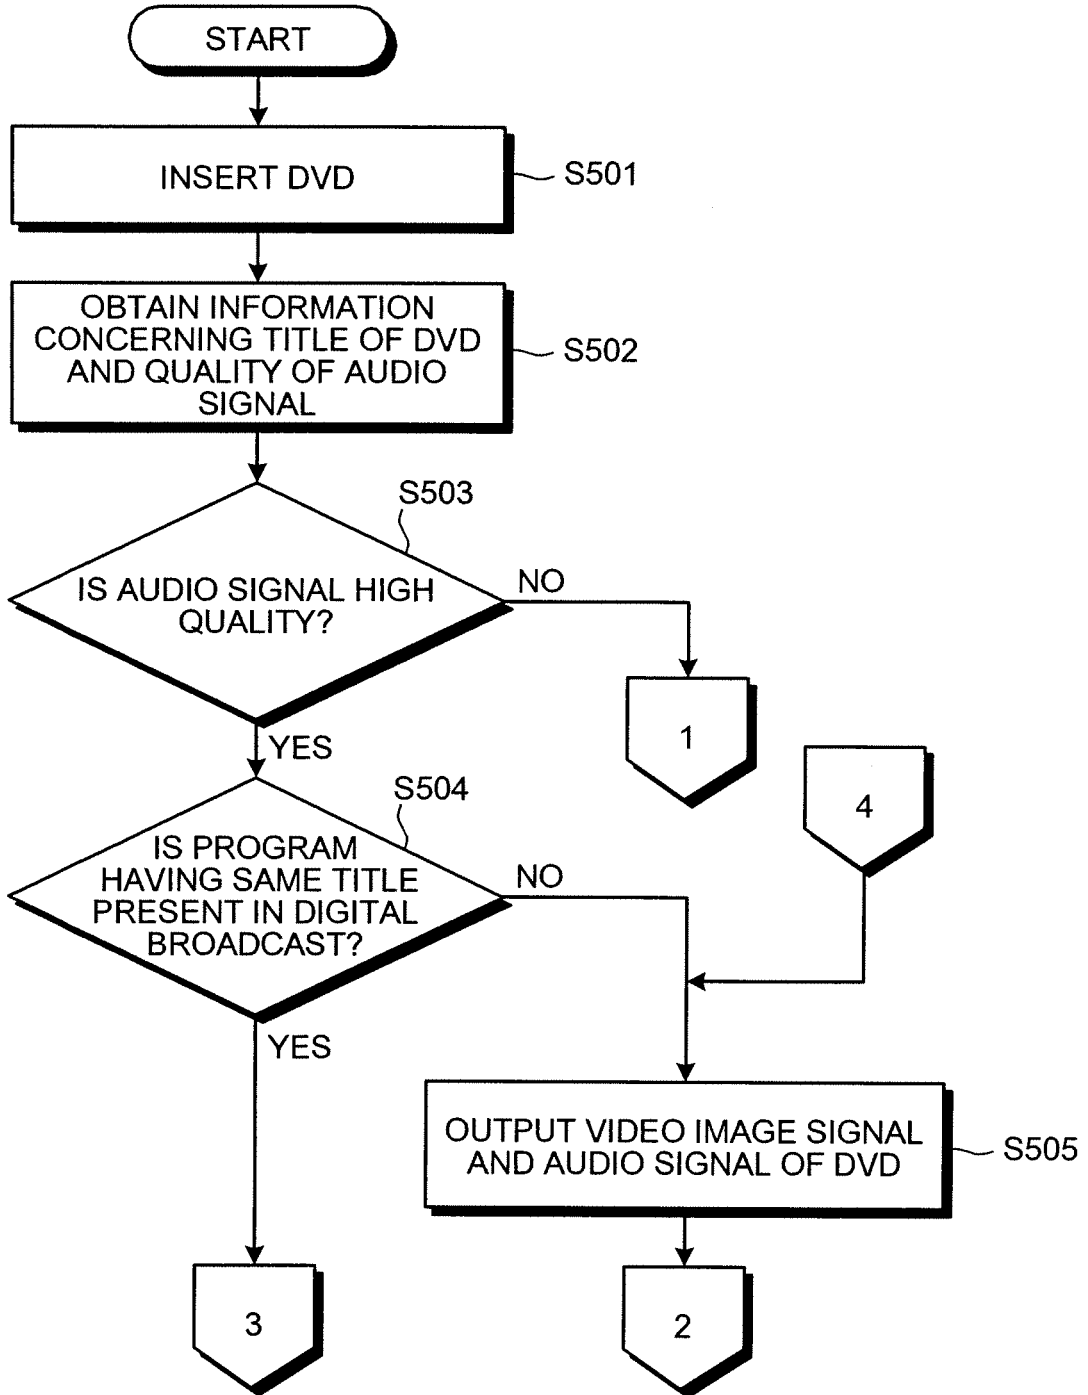 START
INSERT DVD
S501
OBTAIN INFORMATION
CONCERNING TITLE OF DVD
AND QUALITY OF AUDIO
SIGNAL
S502
S503
IS AUDIO SIGNAL HIGH
QUALITY?
NO
1
YES
4
S504
IS PROGRAM
HAVING SAME TITLE
PRESENT IN DIGITAL
BROADCAST?
NO
YES
OUTPUT VIDEO IMAGE SIGNAL
AND AUDIO SIGNAL OF DVD
S505
3
2